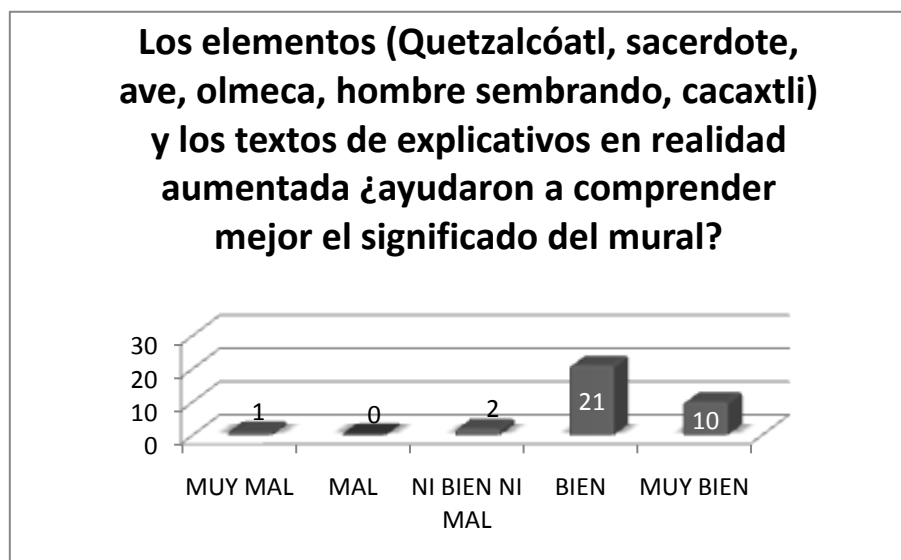 Los elementos (Quetzalcóatl, sacerdote,
ave, olmeca, hombre sembrando, cacaxtli)
y los textos de explicativos en realidad
aumentada ¿ayudaron a comprender
mejor el significado del mural?
30
20
10
0
1
0
2
21
10
MUY MAL
MAL
NI BIEN NI
MAL
BIEN
MUY BIEN